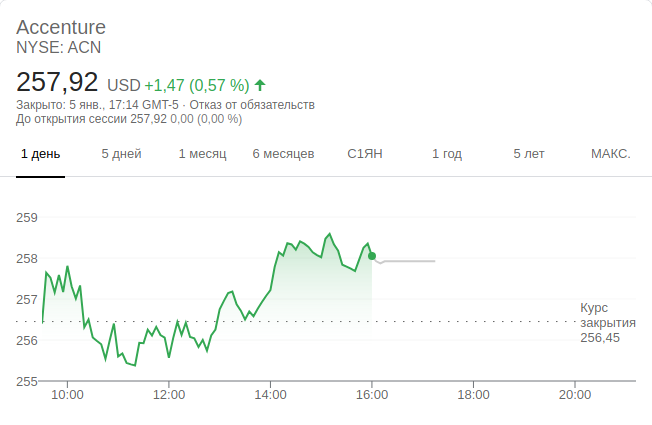 Accenture
NYSE: ACN
257,92 USD +1,47 (0,57 %)
Закрыто: 5 янв., 17:14 GMT-5 · Отказ от обязательств
До открытия сессии 257,92 0,00 (0,00 %)
1 день 5 дней 1 месяц 6 месяцев С1ЯН 1 год 5 лет МАКС.
259
258
257
Курс
закрытия
256,45
256
255
10:00 12:00 14:00 16:00 18:00 20:00